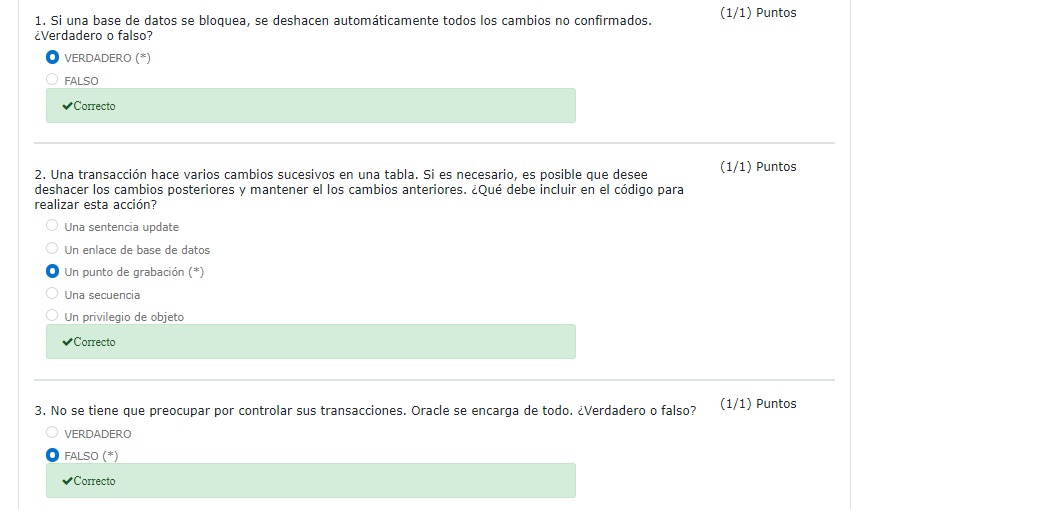 1. Si una base de datos se bloquea, se deshacen automáticamente todos los cambios no confirmados.
¿Verdadero o falso?
(1/1) Puntos
VERDADERO (*)
FALSO
✔Correcto
2. Una transacción hace varios cambios sucesivos en una tabla. Si es necesario, es posible que desee
deshacer los cambios posteriores y mantener el los cambios anteriores. ¿Qué debe incluir en el código para
realizar esta acción?
(1/1) Puntos
Una sentencia update
Un enlace de base de datos
Un punto de grabación (*)
Una secuencia
Un privilegio de objeto
✔Correcto
3. No se tiene que preocupar por controlar sus transacciones. Oracle se encarga de todo. ¿Verdadero o falso?
(1/1) Puntos
VERDADERO
FALSO (*)
✔Correcto